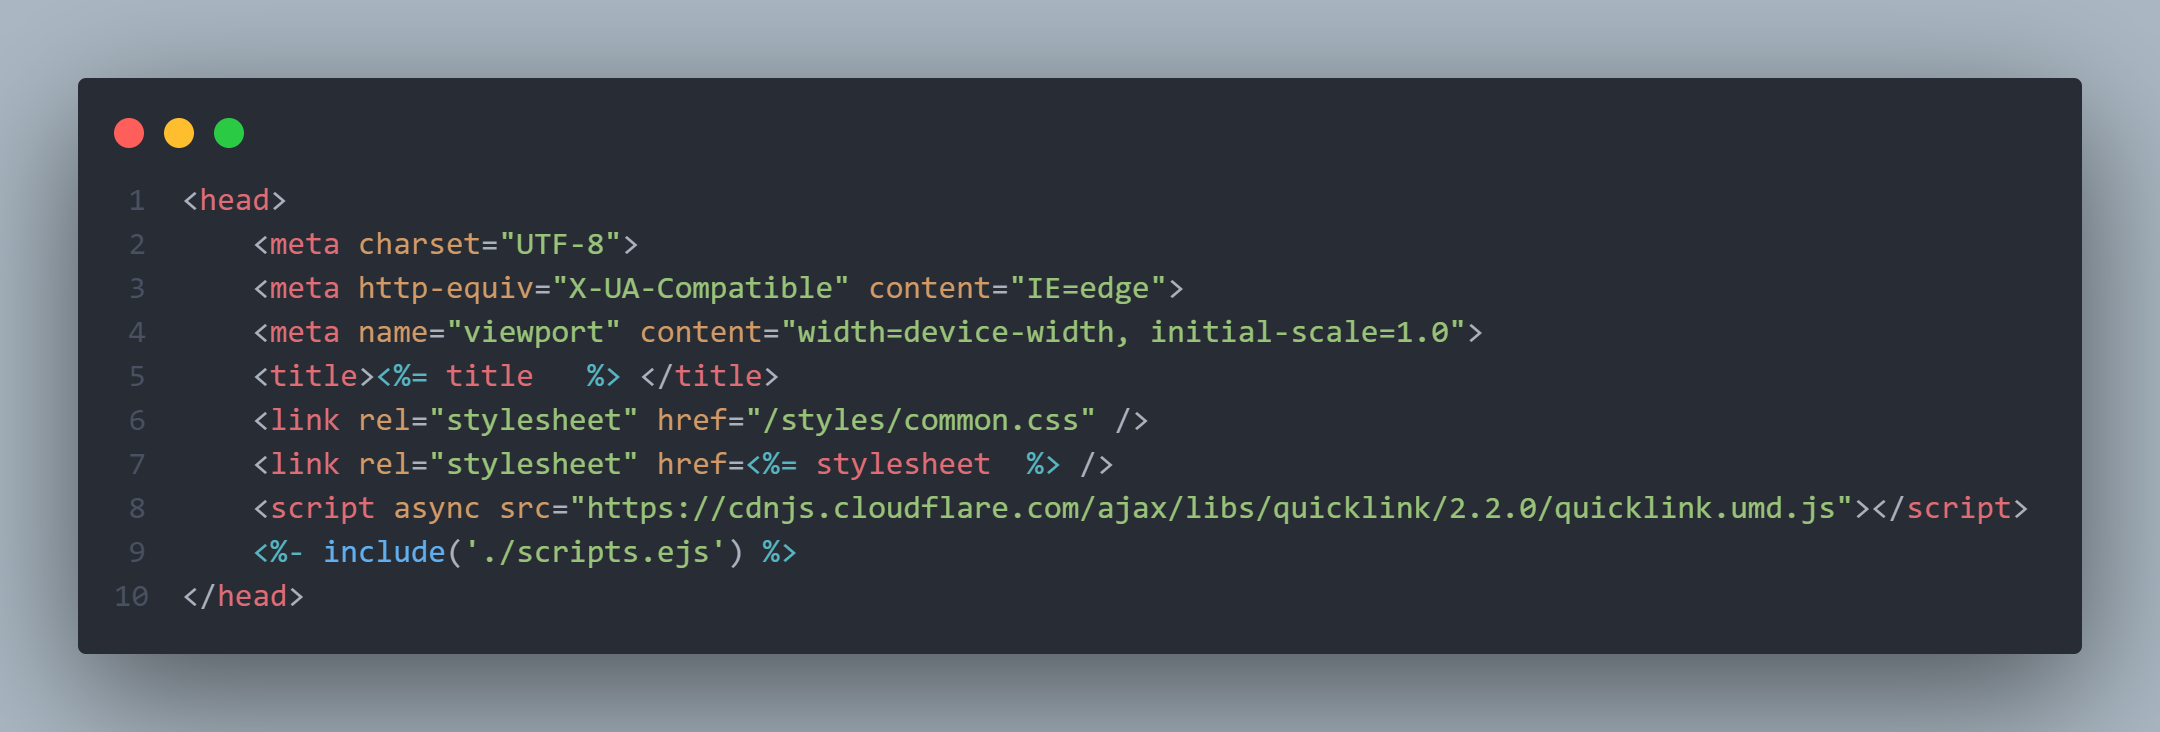 1 <head>
2     <meta charset="UTF-8">
3     <meta http-equiv="X-UA-Compatible" content="IE=edge">
4     <meta name="viewport" content="width=device-width, initial-scale=1.0">
5     <title><%= title   %> </title>
6     <link rel="stylesheet" href="/styles/common.css" />
7     <link rel="stylesheet" href=<%= stylesheet  %> />
8     <script async src="https://cdnjs.cloudflare.com/ajax/libs/quicklink/2.2.0/quicklink.umd.js"></script>
9     <%- include('./scripts.ejs') %>
10 </head>